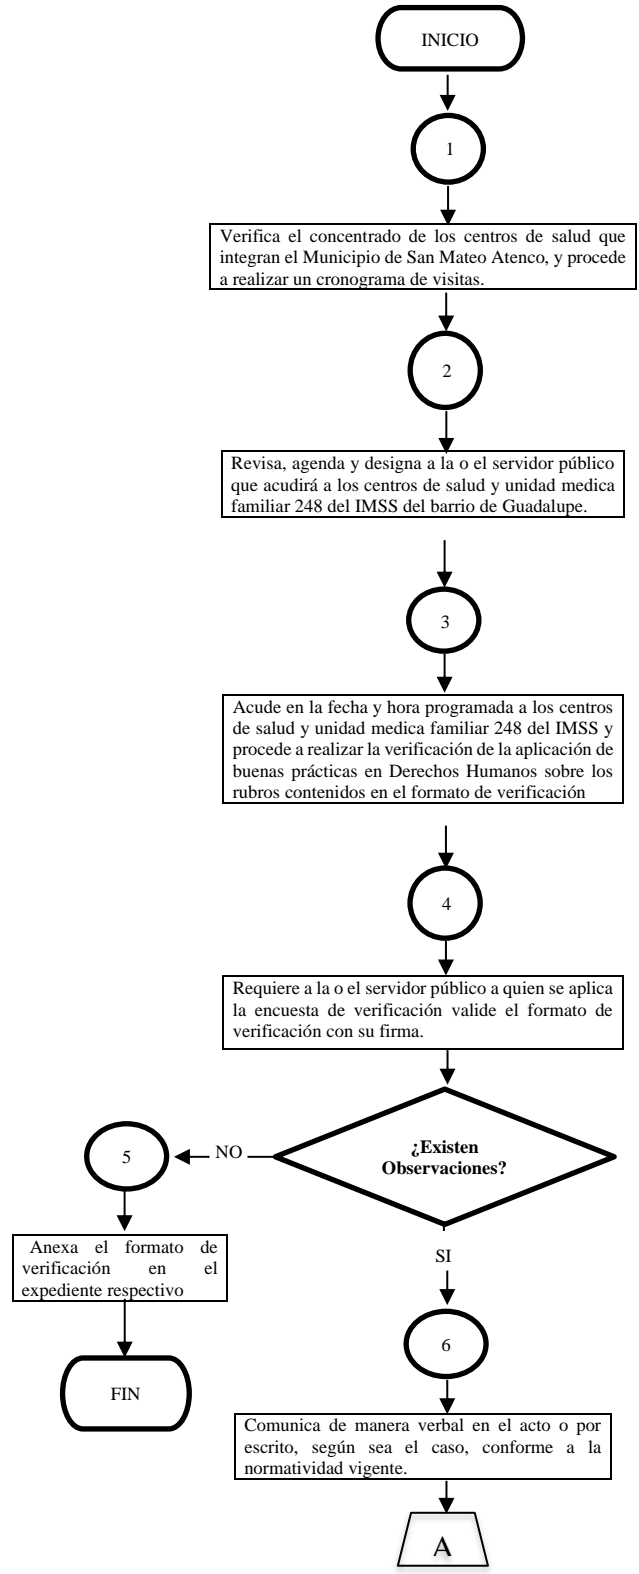 INICIO
1
Verifica el concentrado de los centros de salud que
integran el Municipio de San Mateo Atenco, y procede
a realizar un cronograma de visitas.
2
Revisa, agenda y designa a la o el servidor público
que acudirá a los centros de salud y unidad medica
familiar 248 del IMSS del barrio de Guadalupe.
3
Acude en la fecha y hora programada a los centros
de salud y unidad medica familiar 248 del IMSS y
procede a realizar la verificación de la aplicación de
buenas prácticas en Derechos Humanos sobre los
rubros contenidos en el formato de verificación
4
Requiere a la o el servidor público a quien se aplica
la encuesta de verificación valide el formato de
verificación con su firma.
¿Existen
Observaciones?
NO
5
Anexa el formato de
verificación en el
expediente respectivo
FIN
SI
6
Comunica de manera verbal en el acto o por
escrito, según sea el caso, conforme a la
normatividad vigente.
A